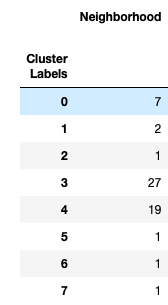 Neighborhood
Cluster
Labels
0 7
1 2
2 1
3 27
4 19
5 1
6 1
7 1